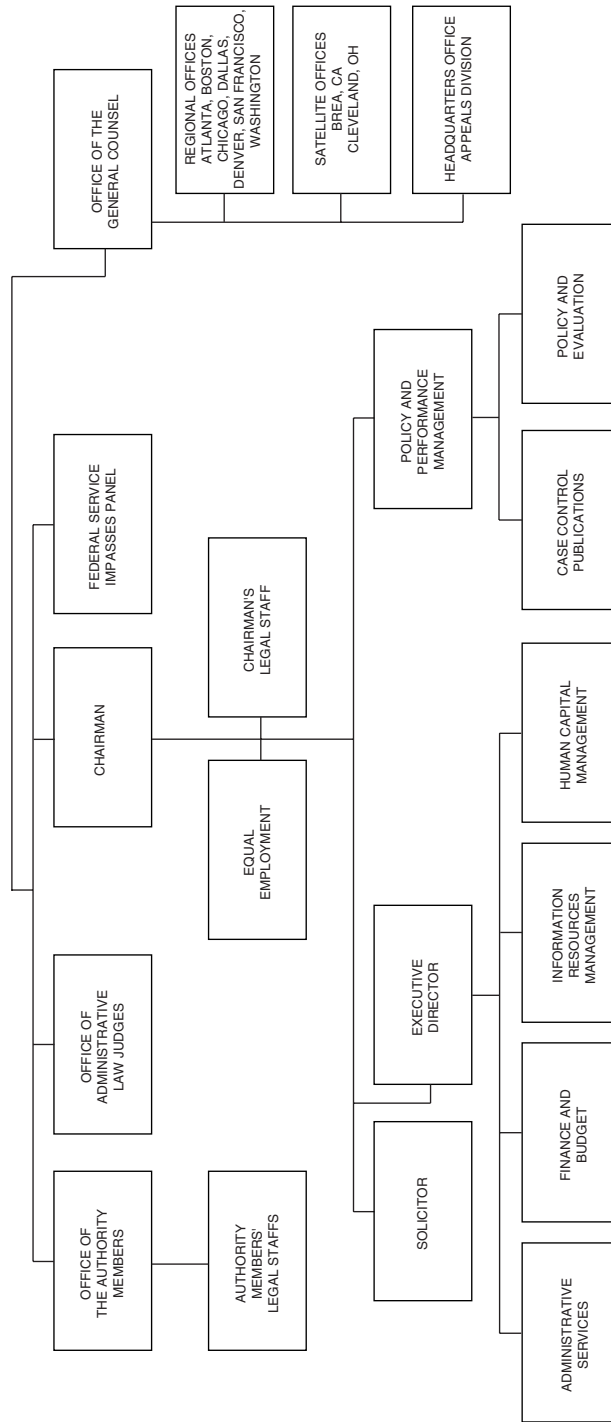 OFFICE OF
THE AUTHORITY
MEMBERS
OFFICE OF
ADMINISTRATIVE
LAW JUDGES
CHAIRMAN
FEDERAL SERVICE
IMPASSES PANEL
OFFICE OF THE
GENERAL COUNSEL
AUTHORITY
MEMBERS'
LEGAL STAFFS
EQUAL
EMPLOYMENT
CHAIRMAN'S
LEGAL STAFF
REGIONAL OFFICES
ATLANTA, BOSTON,
CHICAGO, DALLAS,
DENVER, SAN FRANCISCO,
WASHINGTON
SATELLITE OFFICES
BREA, CA
CLEVELAND, OH
HEADQUARTERS OFFICE
APPEALS DIVISION
SOLICITOR
EXECUTIVE
DIRECTOR
POLICY AND
PERFORMANCE
MANAGEMENT
ADMINISTRATIVE
SERVICES
FINANCE AND
BUDGET
INFORMATION
RESOURCES
MANAGEMENT
HUMAN CAPITAL
MANAGEMENT
CASE CONTROL
PUBLICATIONS
POLICY AND
EVALUATION